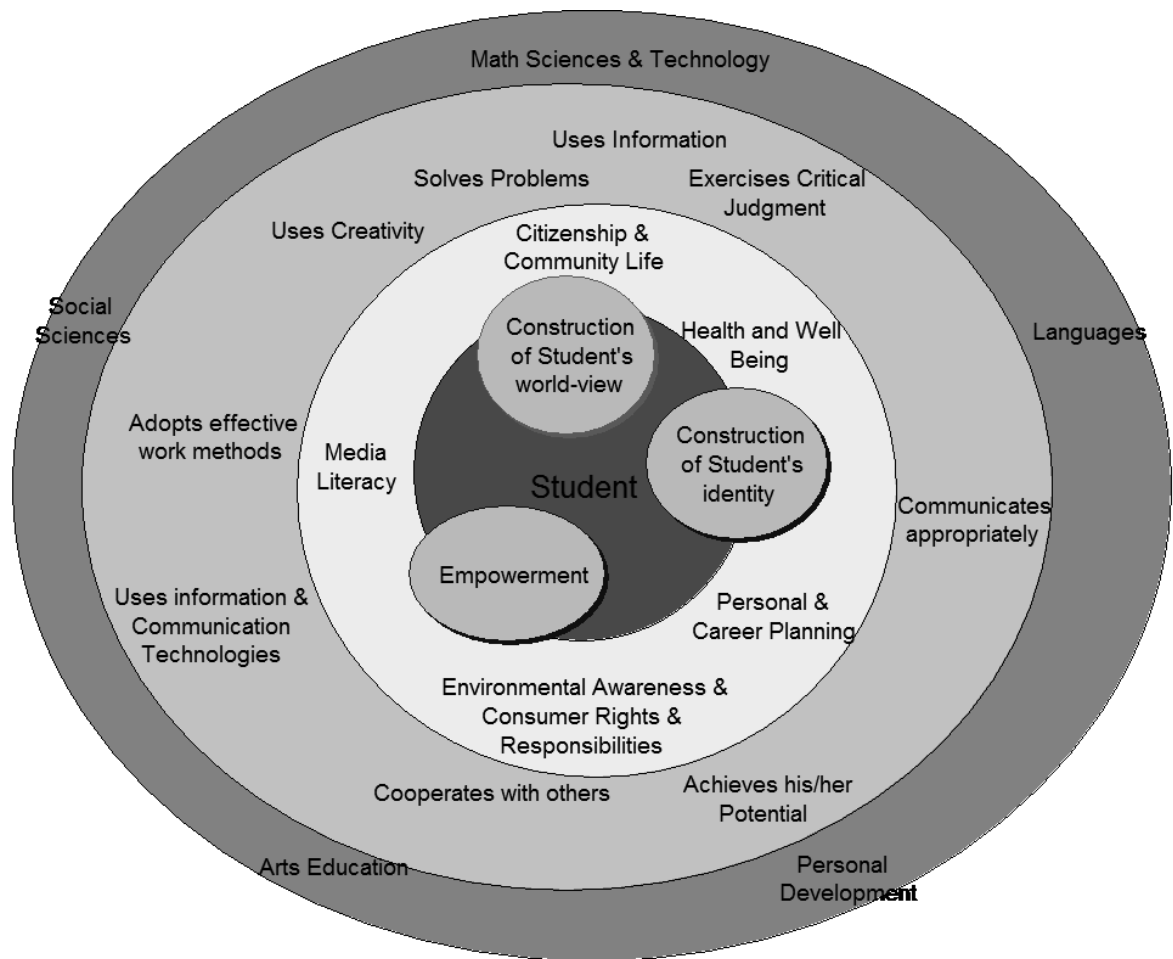 Math Sciences & Technology
Uses Information
Solves Problems
Exercises Critical
Judgment
Uses Creativity
Citizenship &
Community Life
Social
Sciences
Construction
of Student's
world-view
Health and Well
Being
Languages
Adopts effective
work methods
Media
Literacy
Student
Construction
of Student's
identity
Communicates
appropriately
Empowerment
Uses information &
Communication
Technologies
Personal &
Career Planning
Environmental Awareness &
Consumer Rights &
Responsibilities
Cooperates with others
Achieves his/her
Potential
Arts Education
Personal
Development